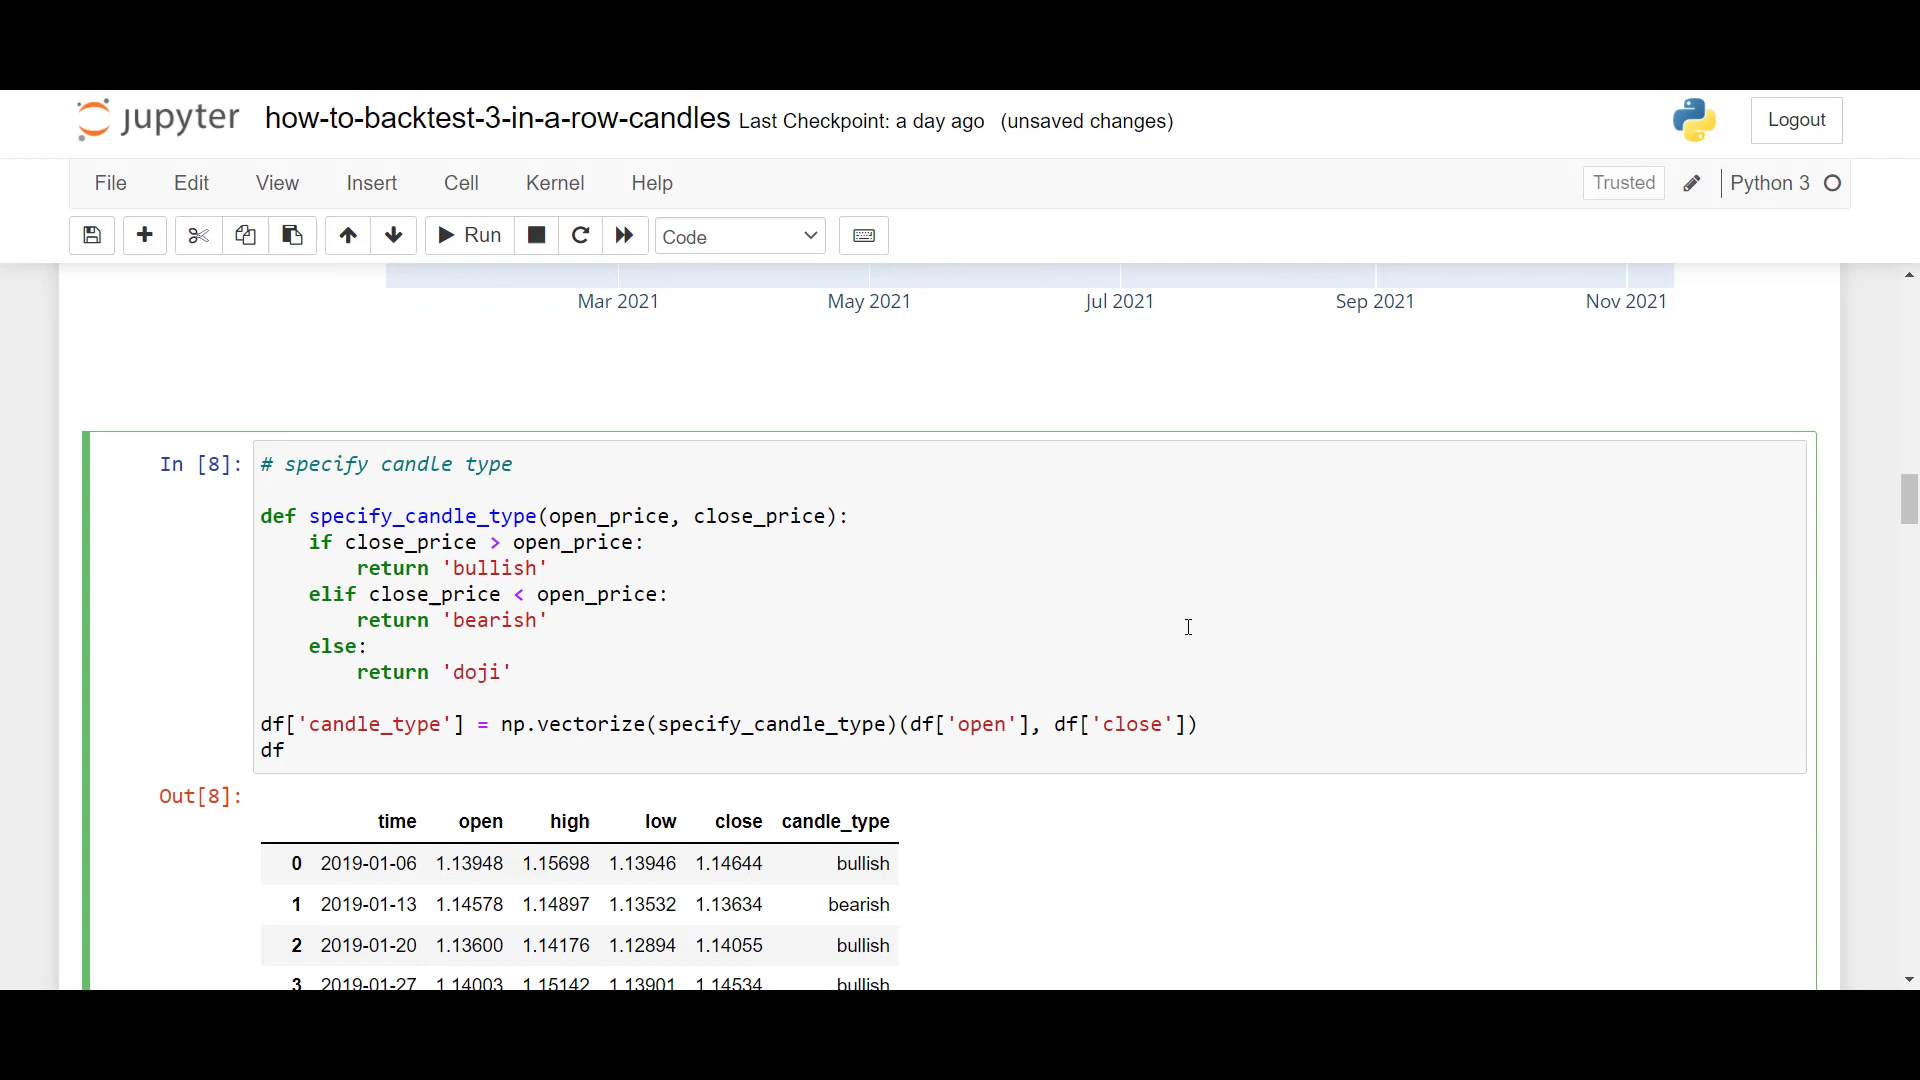 jupyter how-to-backtest-3-in-a-row-candles Last Checkpoint: a day ago (unsaved changes) Logout
File Edit View Insert Cell Kernel Help Trusted Python 3
Run Code
Mar 2021 May 2021 Jul 2021 Sep 2021 Nov 2021
In [8]: # specify candle type
def specify_candle_type(open_price, close_price):
    if close_price > open_price:
        return 'bullish'
    elif close_price < open_price:
        return 'bearish'
    else:
        return 'doji'
df['candle_type'] = np.vectorize(specify_candle_type)(df['open'], df['close'])
df
Out[8]:
time open high low close candle_type
0 2019-01-06 1.13948 1.15698 1.13946 1.14644 bullish
1 2019-01-13 1.14578 1.14897 1.13532 1.13634 bearish
2 2019-01-20 1.13600 1.14176 1.12894 1.14055 bullish
3 2019-01-27 1.14003 1.15142 1.13901 1.14534 bullish